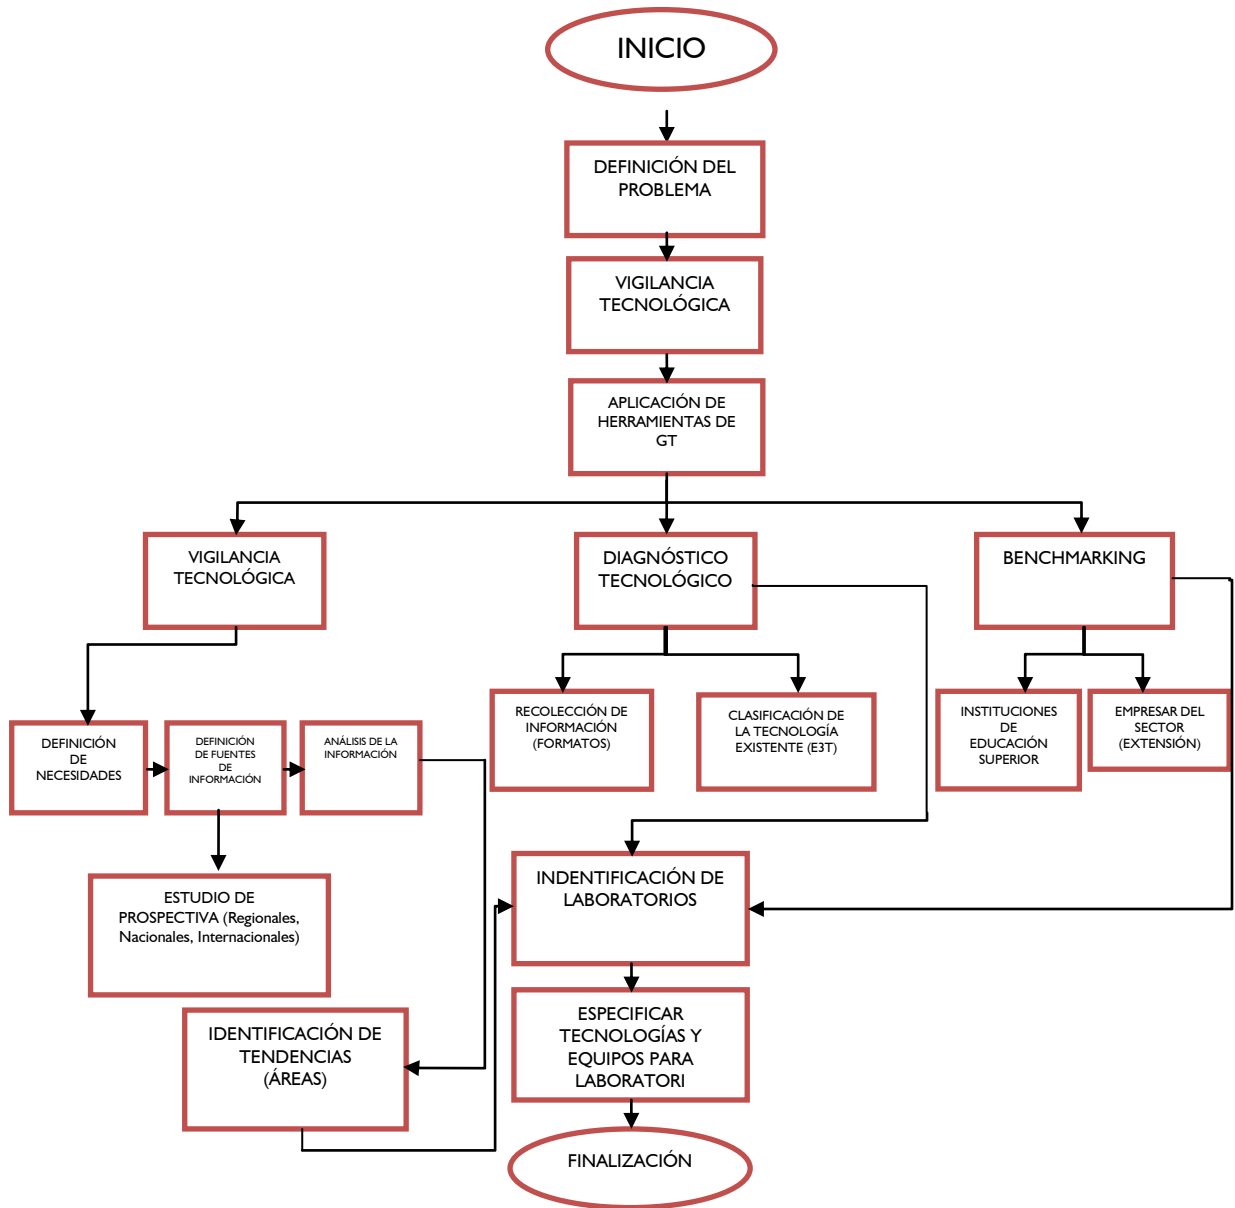 INICIO
DEFINICIÓN DEL
PROBLEMA
VIGILANCIA
TECNOLÓGICA
APLICACIÓN DE
HERRAMIENTAS DE
GT
VIGILANCIA
TECNOLÓGICA
DIAGNÓSTICO
TECNOLÓGICO
BENCHMARKING
DEFINICIÓN
DE
NECESIDADES
DEFINICIÓN
DE FUENTES
DE
INFORMACIÓN
ANÁLISIS DE LA
INFORMACIÓN
RECOLECCIÓN DE
INFORMACIÓN
(FORMATOS)
CLASIFICACIÓN DE
LA TECNOLOGÍA
EXISTENTE (E3T)
INSTITUCIONES
DE
EDUCACIÓN
SUPERIOR
EMPRESAR DEL
SECTOR
(EXTENSIÓN)
ESTUDIO DE
PROSPECTIVA (Regionales,
Nacionales, Internacionales)
INDENTIFICACIÓN DE
LABORATORIOS
IDENTIFICACIÓN DE
TENDENCIAS
(ÁREAS)
ESPECIFICAR
TECNOLOGÍAS Y
EQUIPOS PARA
LABORATORI
FINALIZACIÓN